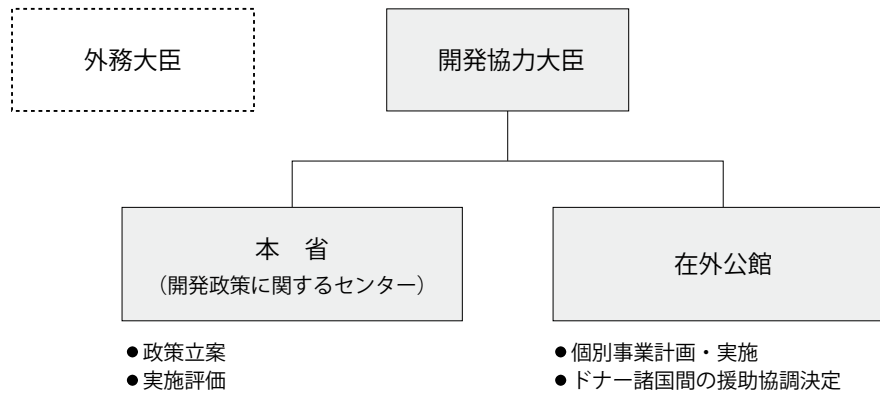 外務大臣
開発協力大臣
本　省
（開発政策に関するセンター）
在外公館
●政策立案
●実施評価
●個別事業計画・実施
●ドナー諸国間の援助協調決定